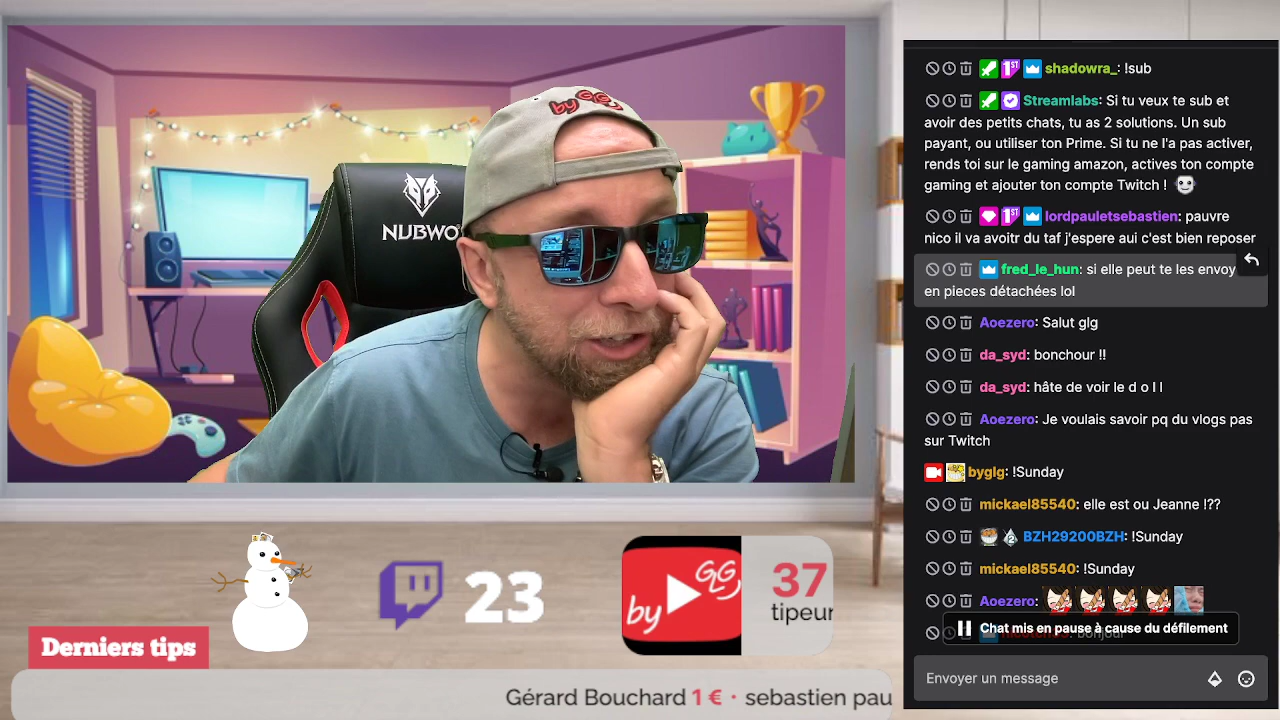 by GLG
NUBWO
shadowra_: !sub
Streamlabs: Si tu veux te sub et
avoir des petits chats, tu as 2 solutions. Un sub
payant, ou utiliser ton Prime. Si tu ne l'a pas activer,
rends toi sur le gaming amazon, actives ton compte
gaming et ajouter ton compte Twitch !
lordpauletsebastien: pauvre
nico il va avoitr du taf j'espere aui c'est bien reposer
fred_le_hun: si elle peut te les envoy
en pieces détachées lol
Aoezero: Salut glg
da_syd: bonchour !!
da_syd: hâte de voir le d o l l
Aoezero: Je voulais savoir pq du vlogs pas
sur Twitch
byglg: !Sunday
mickael85540: elle est ou Jeanne !??
BZH29200BZH: !Sunday
mickael85540: !Sunday
Aoezero:
Chat mis en pause à cause du défilement
bonjour
Envoyer un message
23
by GLG
37
tipeur
Derniers tips
Gérard Bouchard 1 € · sebastien pau